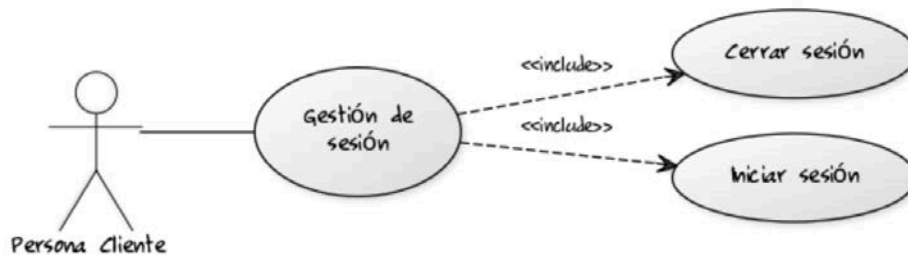 <<include>>
Cerrar sesión
Gestión de
sesión
<<include>>
Iniciar sesión
Persona Cliente